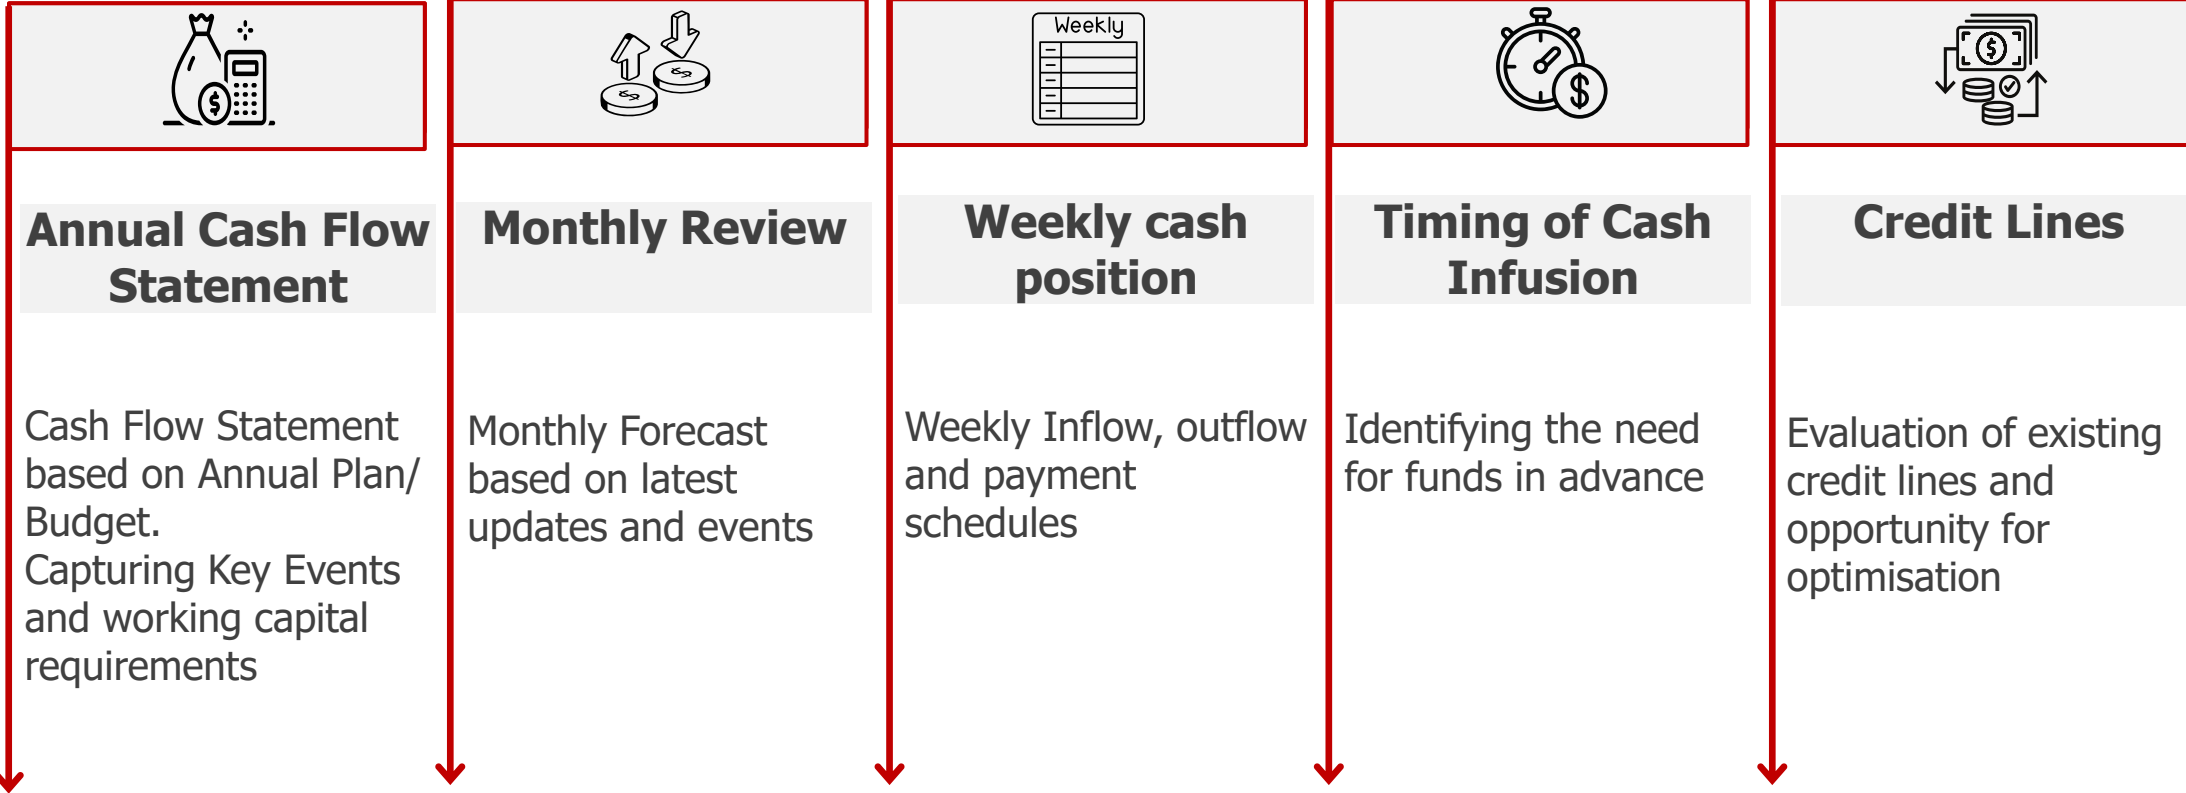 Weekly
Annual Cash Flow
Statement
Cash Flow Statement
based on Annual Plan/
Budget.
Capturing Key Events
and working capital
requirements
Monthly Review
Monthly Forecast
based on latest
updates and events
Weekly cash
position
Weekly Inflow, outflow
and payment
schedules
Timing of Cash
Infusion
Identifying the need
for funds in advance
Credit Lines
Evaluation of existing
credit lines and
opportunity for
optimisation